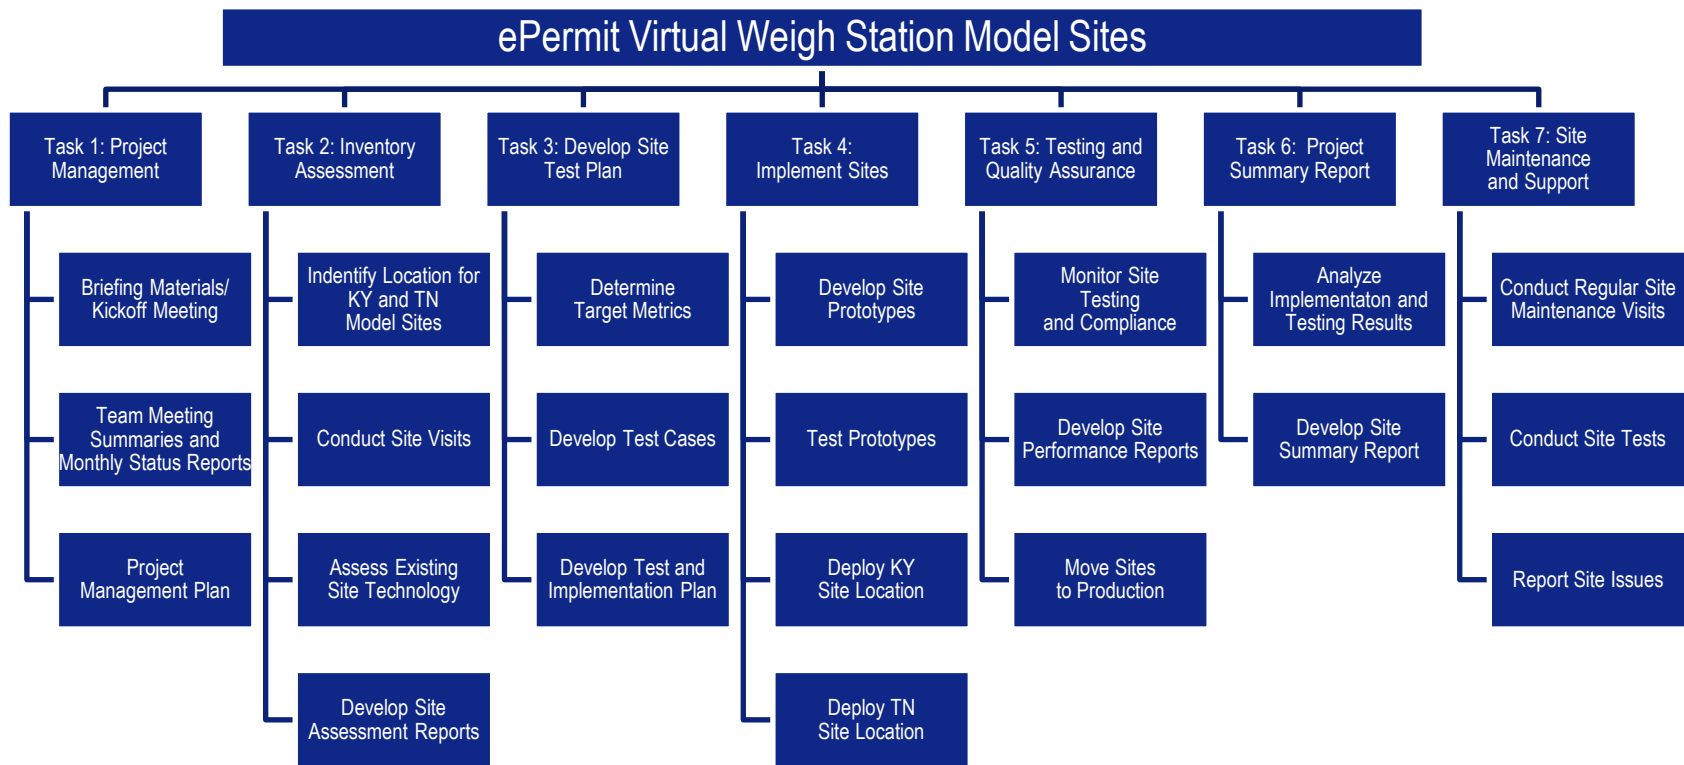 ePermit Virtual Weigh Station Model Sites
Task 1: Project
Management
Task 2: Inventory
Assessment
Task 3: Develop Site
Test Plan
Task 4:
Implement Sites
Task 5: Testing and
Quality Assurance
Task 6: Project
Summary Report
Task 7: Site
Maintenance
and Support
Briefing Materials/
Kickoff Meeting
Team Meeting
Summaries and
Monthly Status Reports
Project
Management Plan
Indentify Location for
KY and TN
Model Sites
Conduct Site Visits
Assess Existing
Site Technology
Develop Site
Assessment Reports
Determine
Target Metrics
Develop Test Cases
Develop Test and
Implementation Plan
Develop Site
Prototypes
Test Prototypes
Deploy KY
Site Location
Deploy TN
Site Location
Monitor Site
Testing
and Compliance
Develop Site
Performance Reports
Move Sites
to Production
Analyze
Implementaton and
Testing Results
Develop Site
Summary Report
Conduct Regular Site
Maintenance Visits
Conduct Site Tests
Report Site Issues